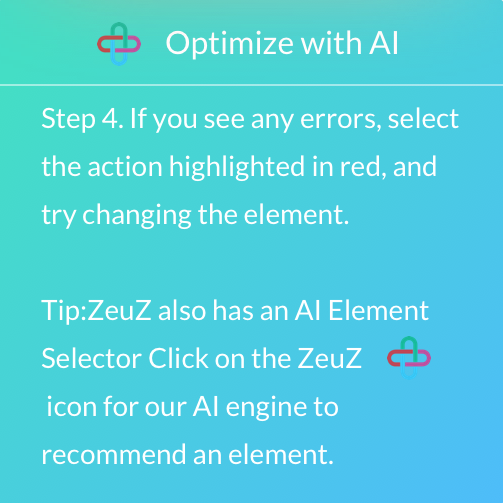 Optimize with AI
Step 4. If you see any errors, select
the action highlighted in red, and
try changing the element.
Tip:ZeuZ also has an AI Element
Selector Click on the ZeuZ
icon for our AI engine to
recommend an element.